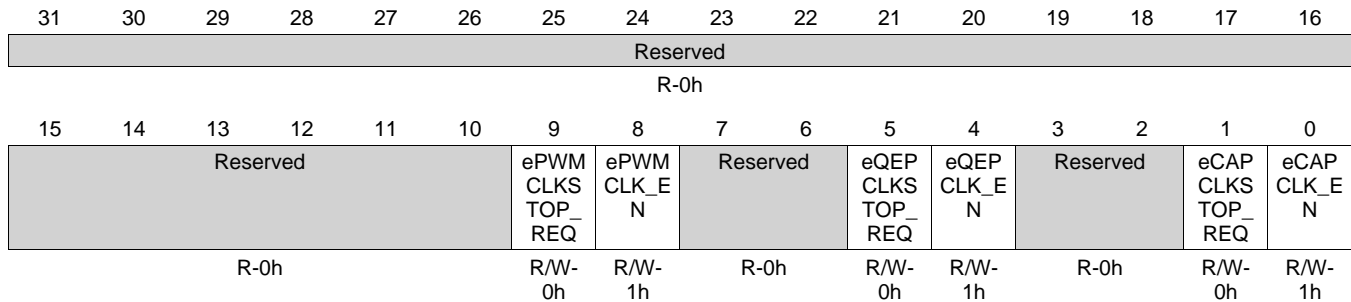 31 30 29 28 27 26 25 24 23 22 21 20 19 18 17 16
Reserved
R-0h
15 14 13 12 11 10 9 8 7 6 5 4 3 2 1 0
Reserved ePWM ePWM Reserved eQEP eQEP Reserved eCAP eCAP
CLKS CLK_E CLKS CLK_E CLKS CLK_E
TOP_ N TOP_ N TOP_ N
REQ REQ REQ
R-0h R/W- R/W- R-0h R/W- R/W- R-0h R/W- R/W-
0h 1h 0h 1h 0h 1h